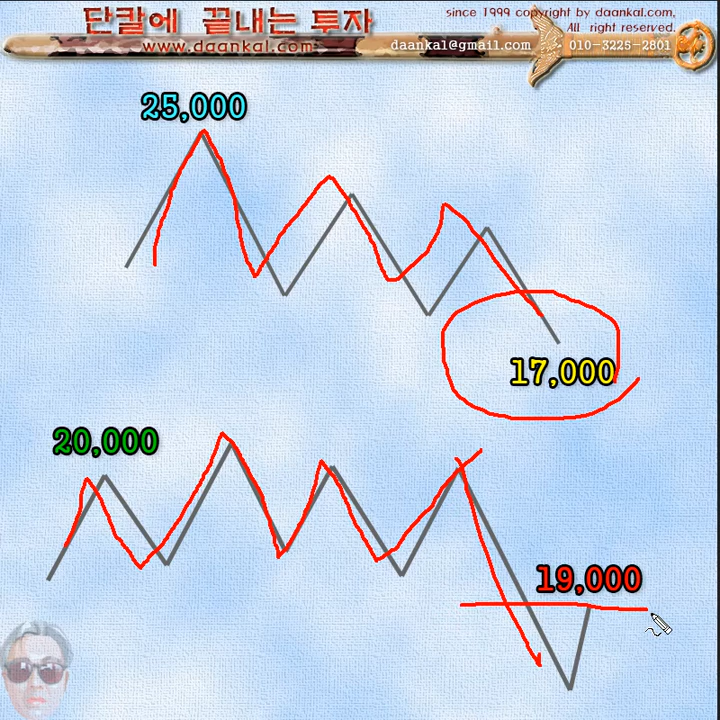 단칼에 끝내는 투자
since 1999 copyright by daankal.com,
All right reserved.
www.daankal.com
daankal@gmail.com
010-3225-2801
25,000
17,000
20,000
19,000